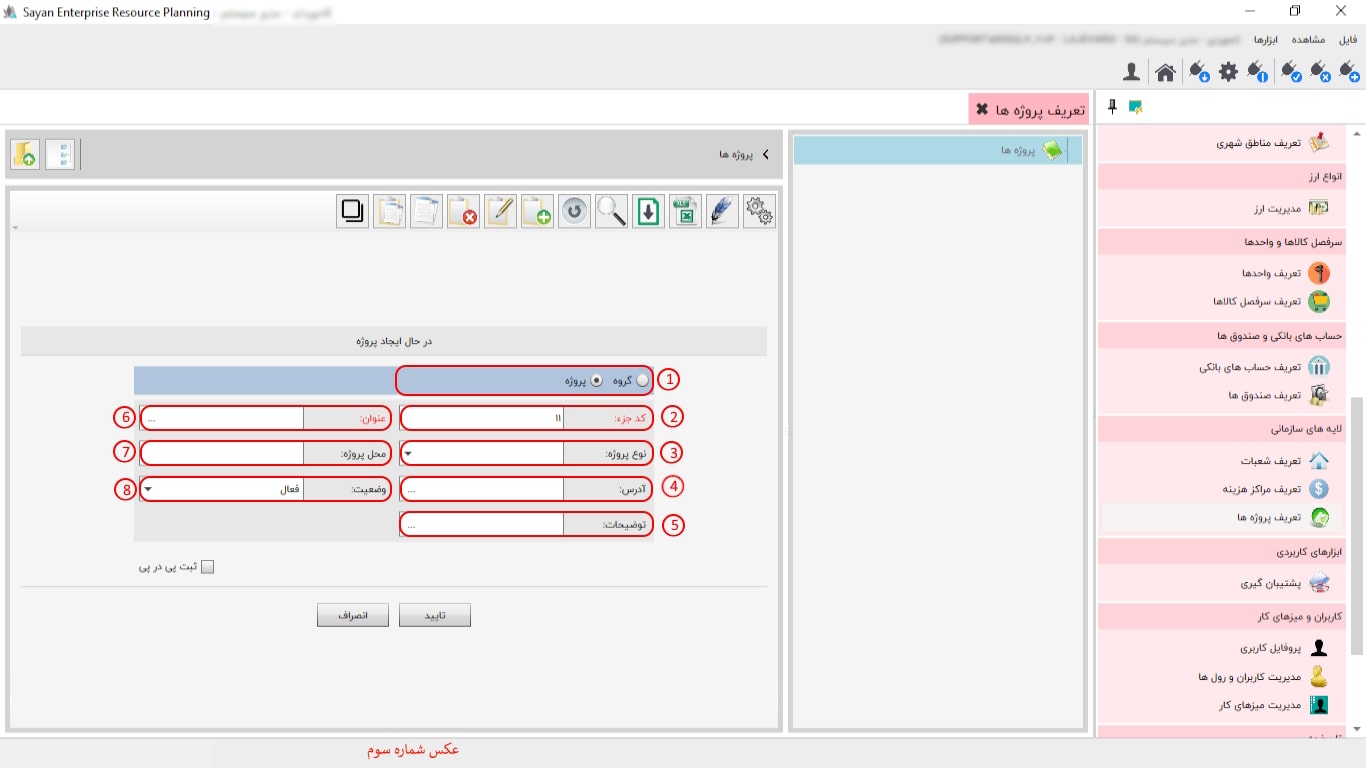 Sayan Enterprise Resource Planning
فایل مشاهده ابزارها
تعریف پروژه ها
تعریف مناطق شهری
انواع ارز
مدیریت ارز
سرفصل کالاها و واحدها
تعریف واحدها
تعریف سرفصل کالاها
حساب های بانکی و صندوق ها
تعریف حساب های بانکی
تعریف صندوق ها
لایه های سازمانی
تعریف شعبات
تعریف مراکز هزینه
تعریف پروژه ها
ابزارهای کاربردی
پشتیبان گیری
کاربران و میزهای کار
پروفایل کاربری
مدیریت کاربران و رول ها
مدیریت میزهای کار
پروژه ها
پروژه ها
در حال ایجاد پروژه
1 گروه پروژه
2 کد جزء: ۱۱
عنوان: ... 6
3 نوع پروژه:
محل پروژه: 7
4 آدرس: ...
وضعیت: فعال 8
5 توضیحات: ...
ثبت پی در پی
تایید انصراف
عکس شماره سوم